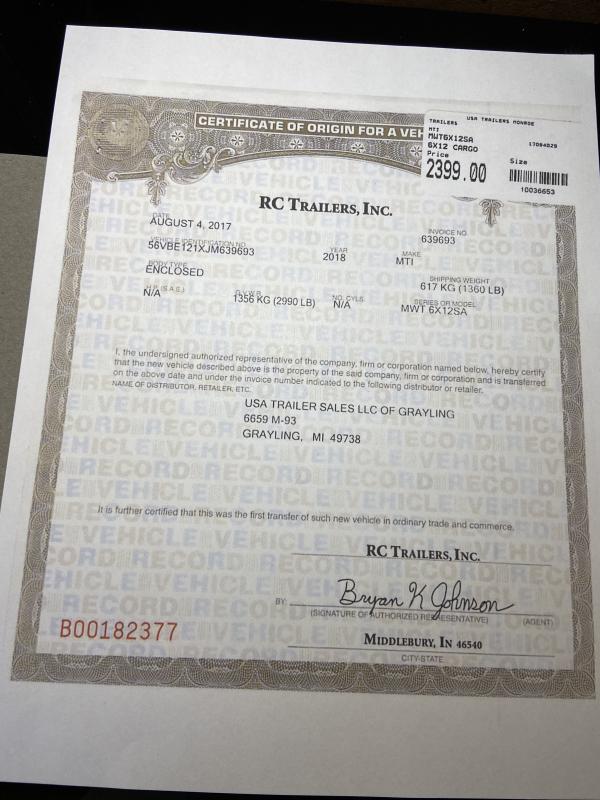 CERTIFICATE OF ORIGIN FOR A VE
TRAILERS USA TRAILERS MONROE
MTI
MWT6X12SA 17084029
6X12 CARGO
Price Size
2399.00
10036653
RC TRAILERS, INC.
DATE INVOICE NO.
AUGUST 4, 2017 639693
VEHICLE IDENTIFICATION NO. YEAR MAKE
56VBE121XJM639693 2018 MTI
BODY TYPE SHIPPING WEIGHT
ENCLOSED 617 KG (1360 LB)
H.P. (S.A.E.) G.V.W.R. NO. CYLS. SERIES OR MODEL
N/A 1356 KG (2990 LB) N/A MWT 6X12SA
I, the undersigned authorized representative of the company, firm or corporation named below, hereby certify
that the new vehicle described above is the property of the said company, firm or corporation and is transferred
on the above date and under the invoice number indicated to the following distributor or retailer.
NAME OF DISTRIBUTOR, RETAILER, ETC.
USA TRAILER SALES LLC OF GRAYLING
6659 M-93
GRAYLING, MI 49738
It is further certified that this was the first transfer of such new vehicle in ordinary trade and commerce.
RC TRAILERS, INC.
BY: Bryan K Johnson
(SIGNATURE OF AUTHORIZED REPRESENTATIVE) (AGENT)
B00182377
MIDDLEBURY, IN 46540
CITY-STATE